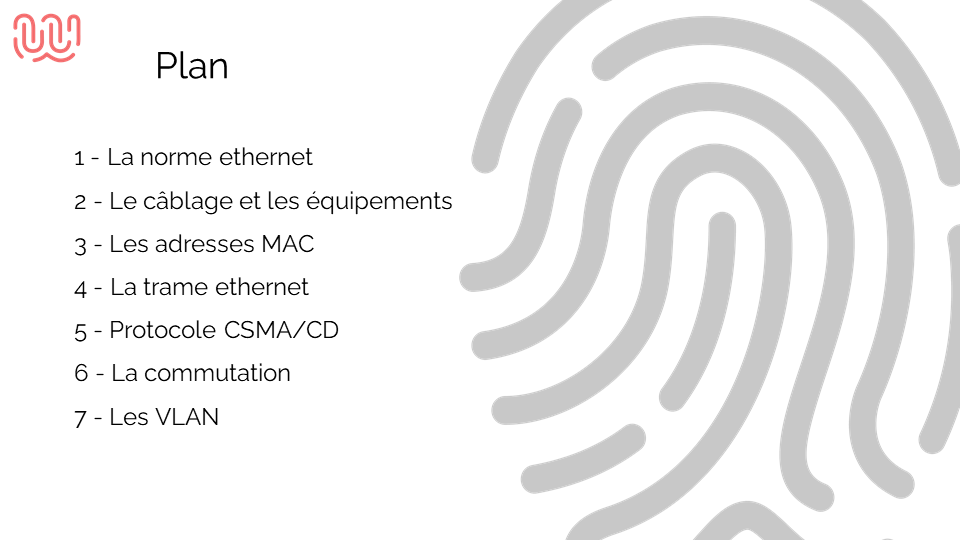 Plan
1 - La norme ethernet
2 - Le câblage et les équipements
3 - Les adresses MAC
4 - La trame ethernet
5 - Protocole CSMA/CD
6 - La commutation
7 - Les VLAN